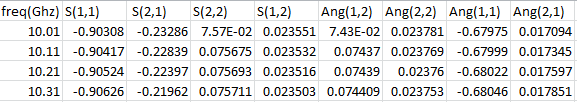 freq(Ghz) S(1,1) S(2,1) S(2,2) S(1,2) Ang(1,2) Ang(2,2) Ang(1,1) Ang(2,1)
10.01 -0.90308 -0.23286 7.57E-02 0.023551 7.43E-02 0.023781 -0.67975 0.017094
10.11 -0.90417 -0.22839 0.075675 0.023532 0.07437 0.023769 -0.67999 0.017345
10.21 -0.90524 -0.22397 0.075693 0.023516 0.07439 0.02376 -0.68022 0.017597
10.31 -0.90626 -0.21962 0.075711 0.023503 0.074409 0.023753 -0.68046 0.017851